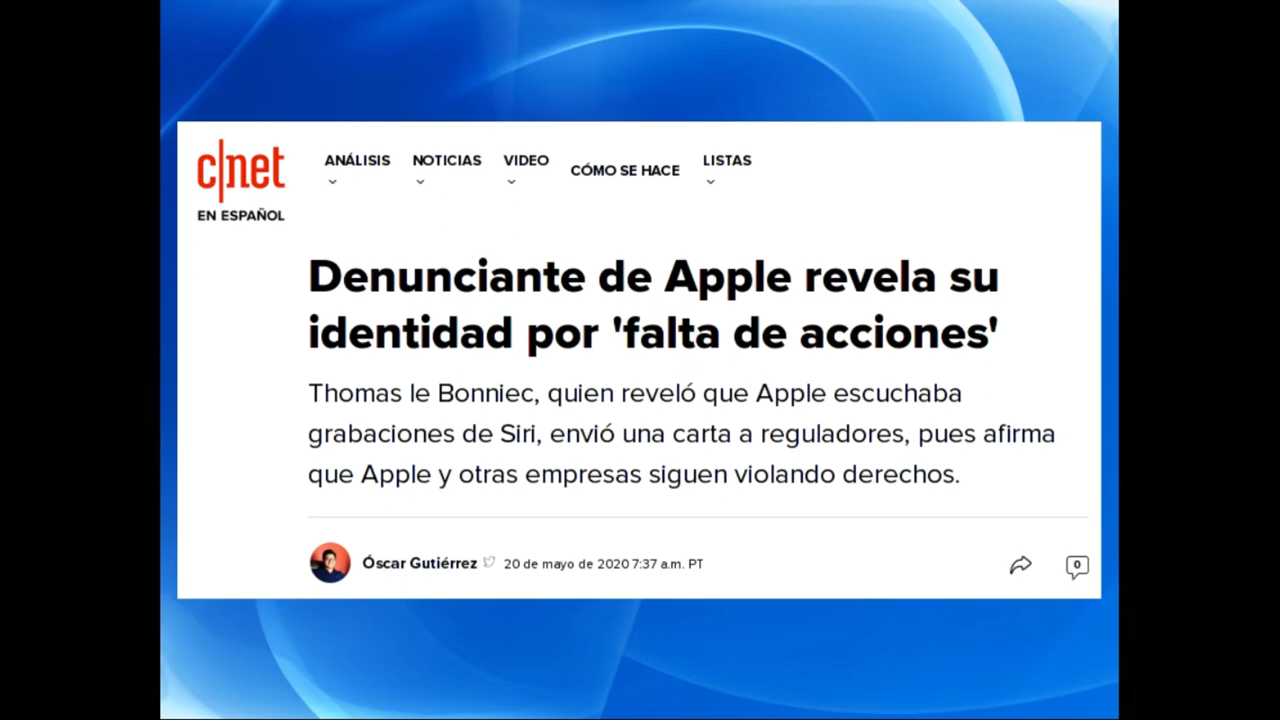 c|net
EN ESPAÑOL
ANÁLISIS NOTICIAS VIDEO CÓMO SE HACE LISTAS
Denunciante de Apple revela su
identidad por 'falta de acciones'
Thomas le Bonniec, quien reveló que Apple escuchaba
grabaciones de Siri, envió una carta a reguladores, pues afirma
que Apple y otras empresas siguen violando derechos.
Óscar Gutiérrez 20 de mayo de 2020 7:37 a.m. PT
0